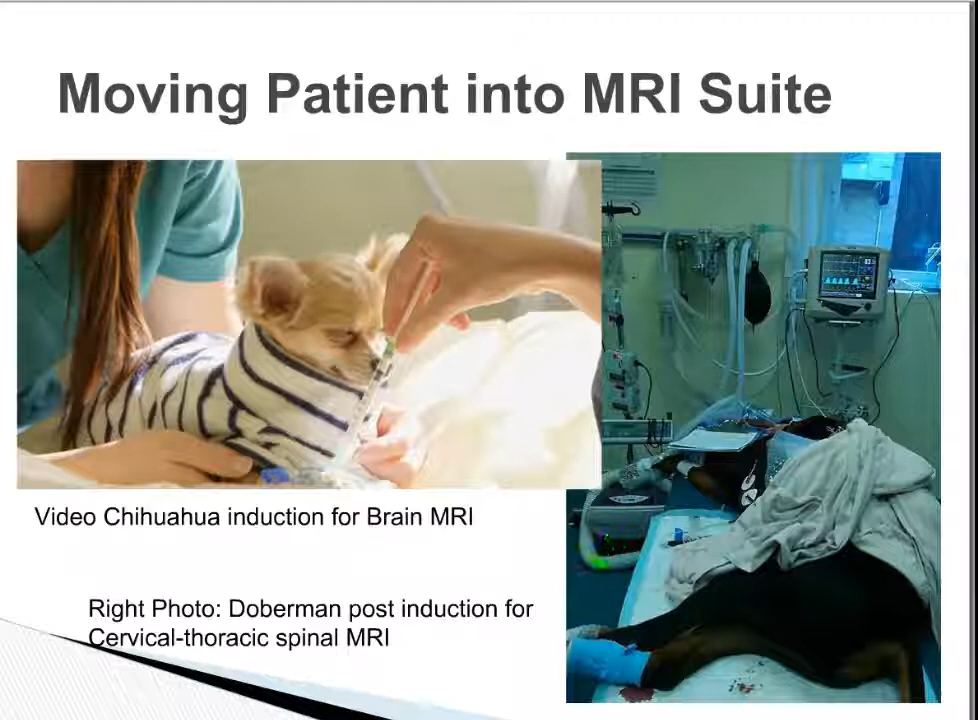 Moving Patient into MRI Suite
Video Chihuahua induction for Brain MRI
Right Photo: Doberman post induction for
Cervical-thoracic spinal MRI